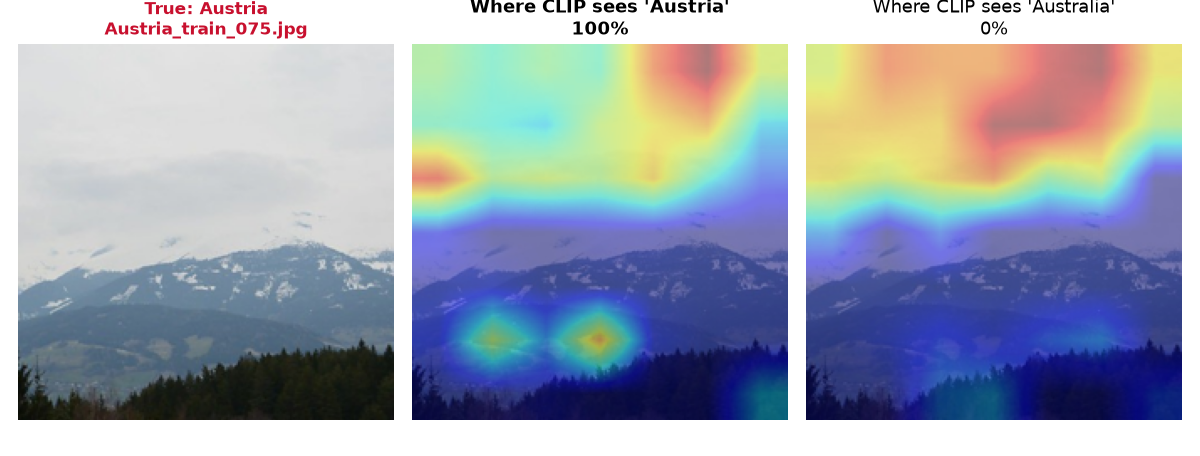 True: Austria
Austria_train_075.jpg
Where CLIP sees 'Austria'
100%
Where CLIP sees 'Australia'
0%